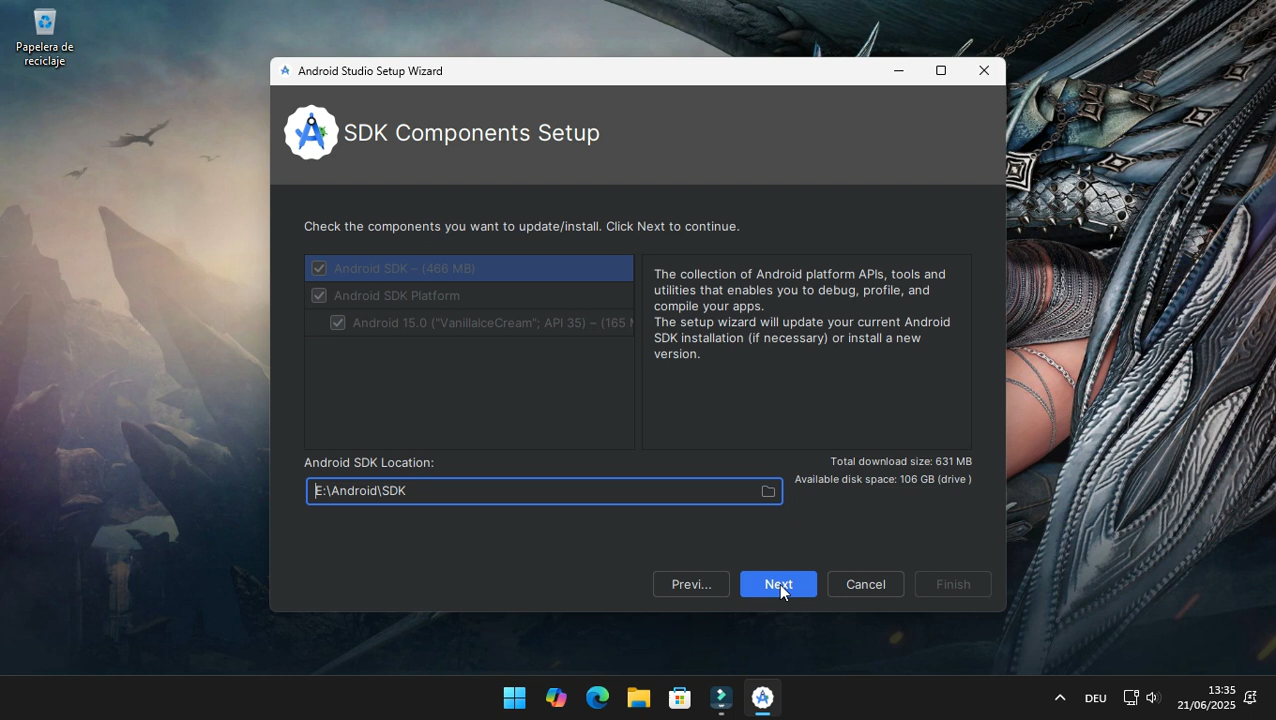 Papelera de
reciclaje
Android Studio Setup Wizard
SDK Components Setup
Check the components you want to update/install. Click Next to continue.
Android SDK – (466 MB)
Android SDK Platform
Android 15.0 ("VanillaIceCream"; API 35) – (165 M
The collection of Android platform APIs, tools and
utilities that enables you to debug, profile, and
compile your apps.
The setup wizard will update your current Android
SDK installation (if necessary) or install a new
version.
Android SDK Location:
Total download size: 631 MB
Available disk space: 106 GB (drive )
E:\Android\SDK
Previ...
Next
Cancel
Finish
DEU
13:35
21/06/2025